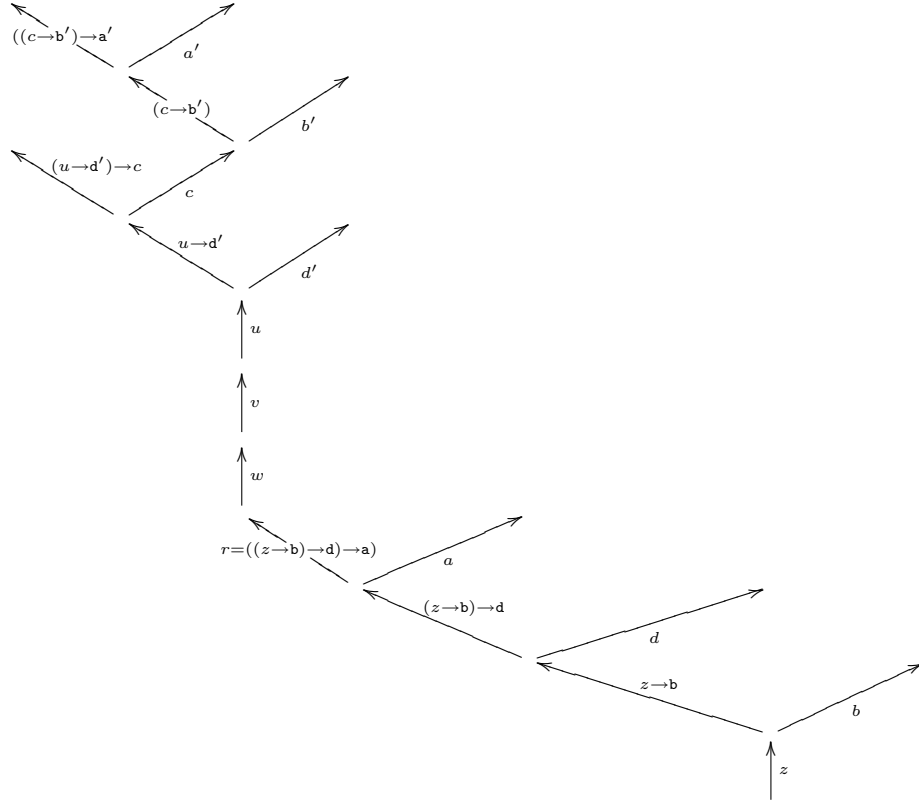 ((c→b′)→a′
a′
(c→b′)
b′
(u→d′)→c
c
u→d′
d′
u
v
w
r=((z→b)→d)→a)
a
(z→b)→d
d
z→b
b
z